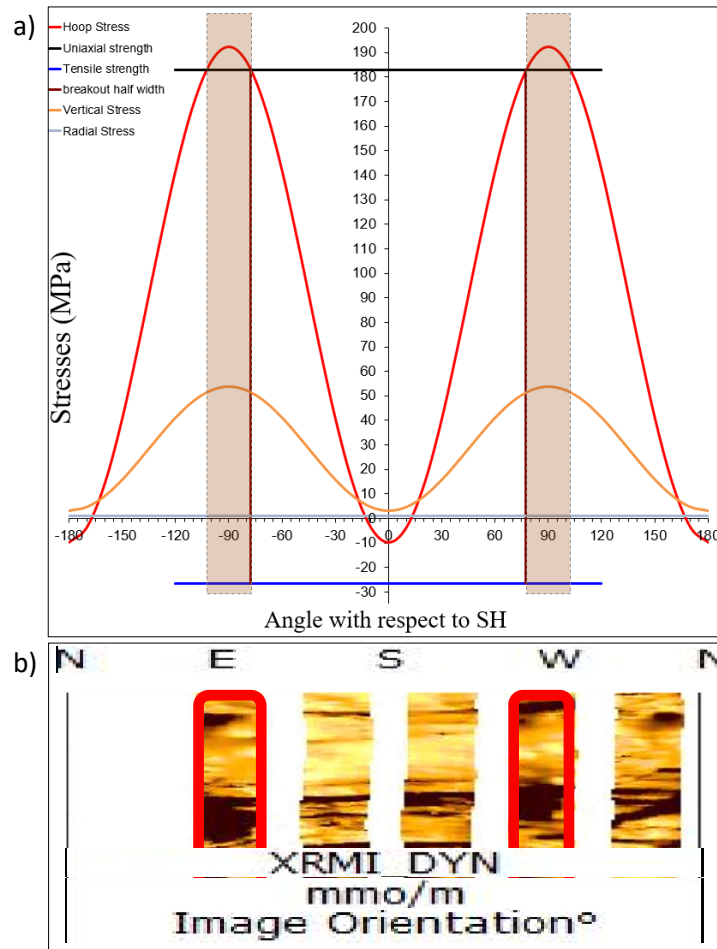 a)
Hoop Stress
Uniaxial strength
Tensile strength
breakout half width
Vertical Stress
Radial Stress
200
190
180
170
160
150
140
130
120
110
100
90
80
70
60
50
40
30
20
10
0
-10
-20
-30
-180 -150 -120 -90 -60 -30 0 30 60 90 120 150 180
Stresses (MPa)
Angle with respect to SH
b)
N E S W N
XRMI DYN
mmo/m
Image Orientation°